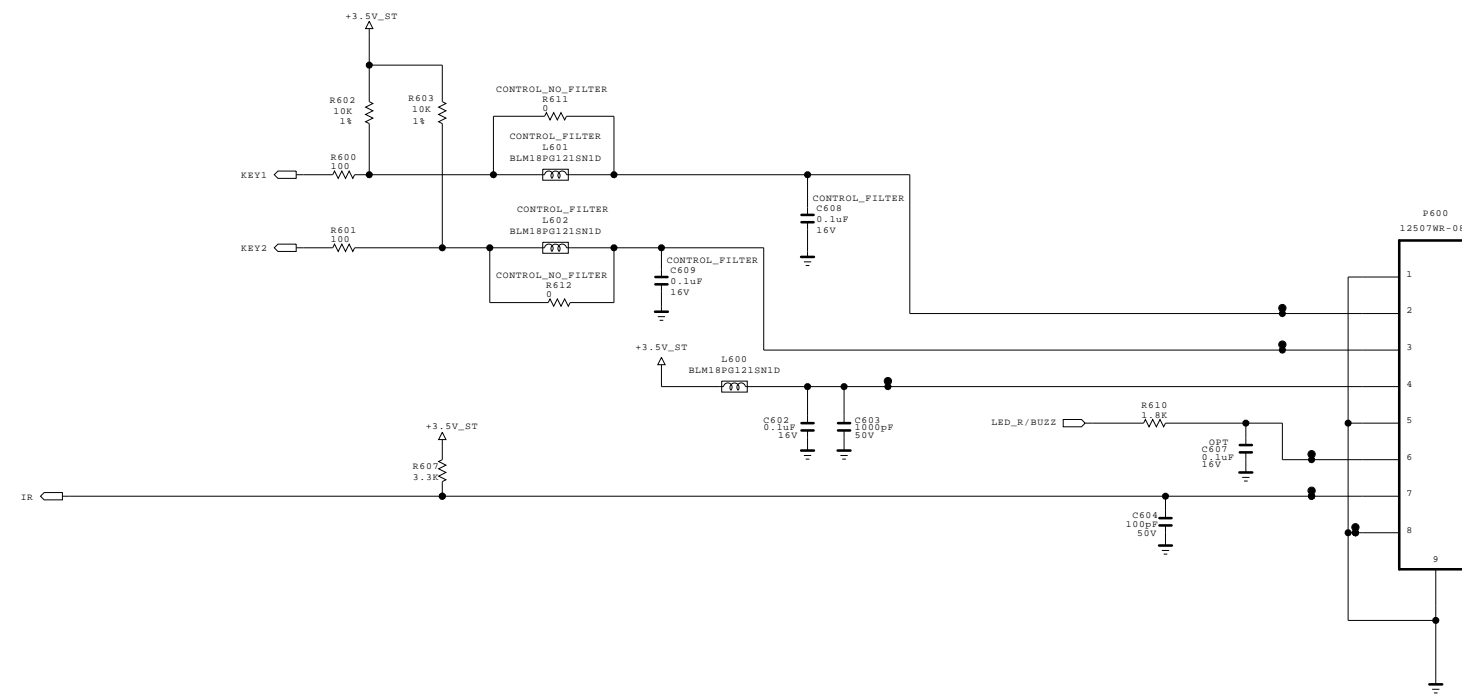 +3.5V_ST
R602
10K
1%
R603
10K
1%
CONTROL_NO_FILTER
R611
0
CONTROL_FILTER
L601
BLM18PG121SN1D
KEY1
R600
100
CONTROL_FILTER
C608
0.1uF
16V
CONTROL_FILTER
L602
BLM18PG121SN1D
KEY2
R601
100
CONTROL_NO_FILTER
R612
0
CONTROL_FILTER
C609
0.1uF
16V
P600
12507WR-08
1
2
3
4
5
6
7
8
9
+3.5V_ST
L600
BLM18PG121SN1D
C602
0.1uF
16V
C603
1000pF
50V
LED_R/BUZZ
R610
1.8K
OPT
C607
0.1uF
16V
+3.5V_ST
R607
3.3K
IR
C604
100pF
50V